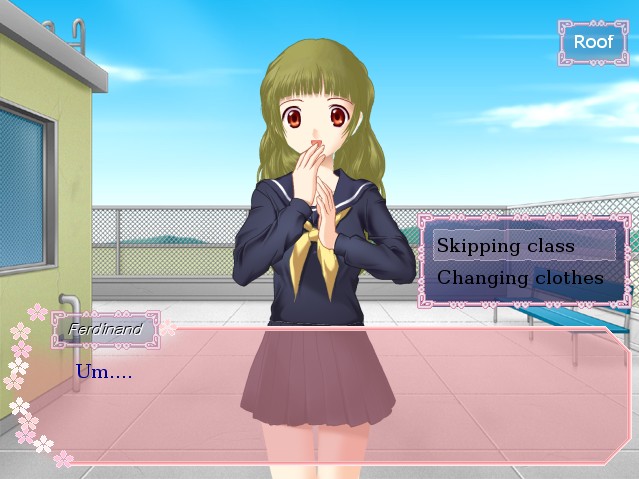 Roof
Skipping class
Changing clothes
Ferdinand
Um....